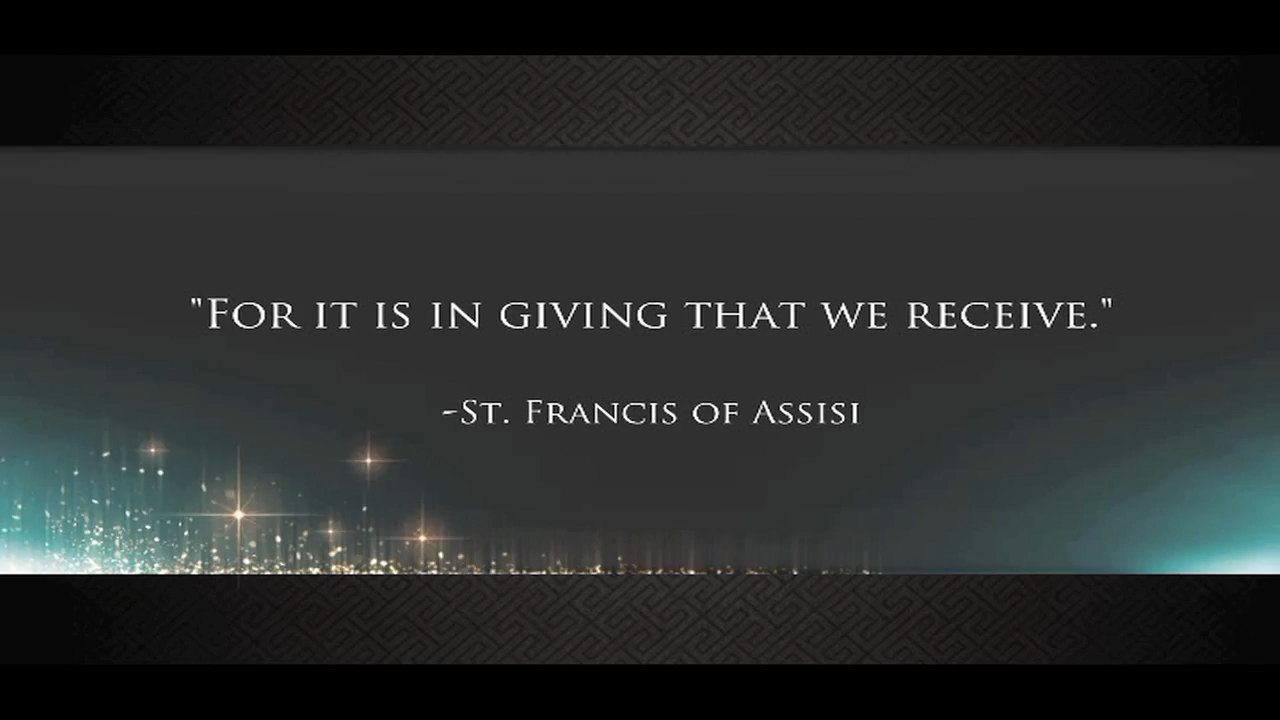 "For it is in giving that we receive."
-St. Francis of Assisi